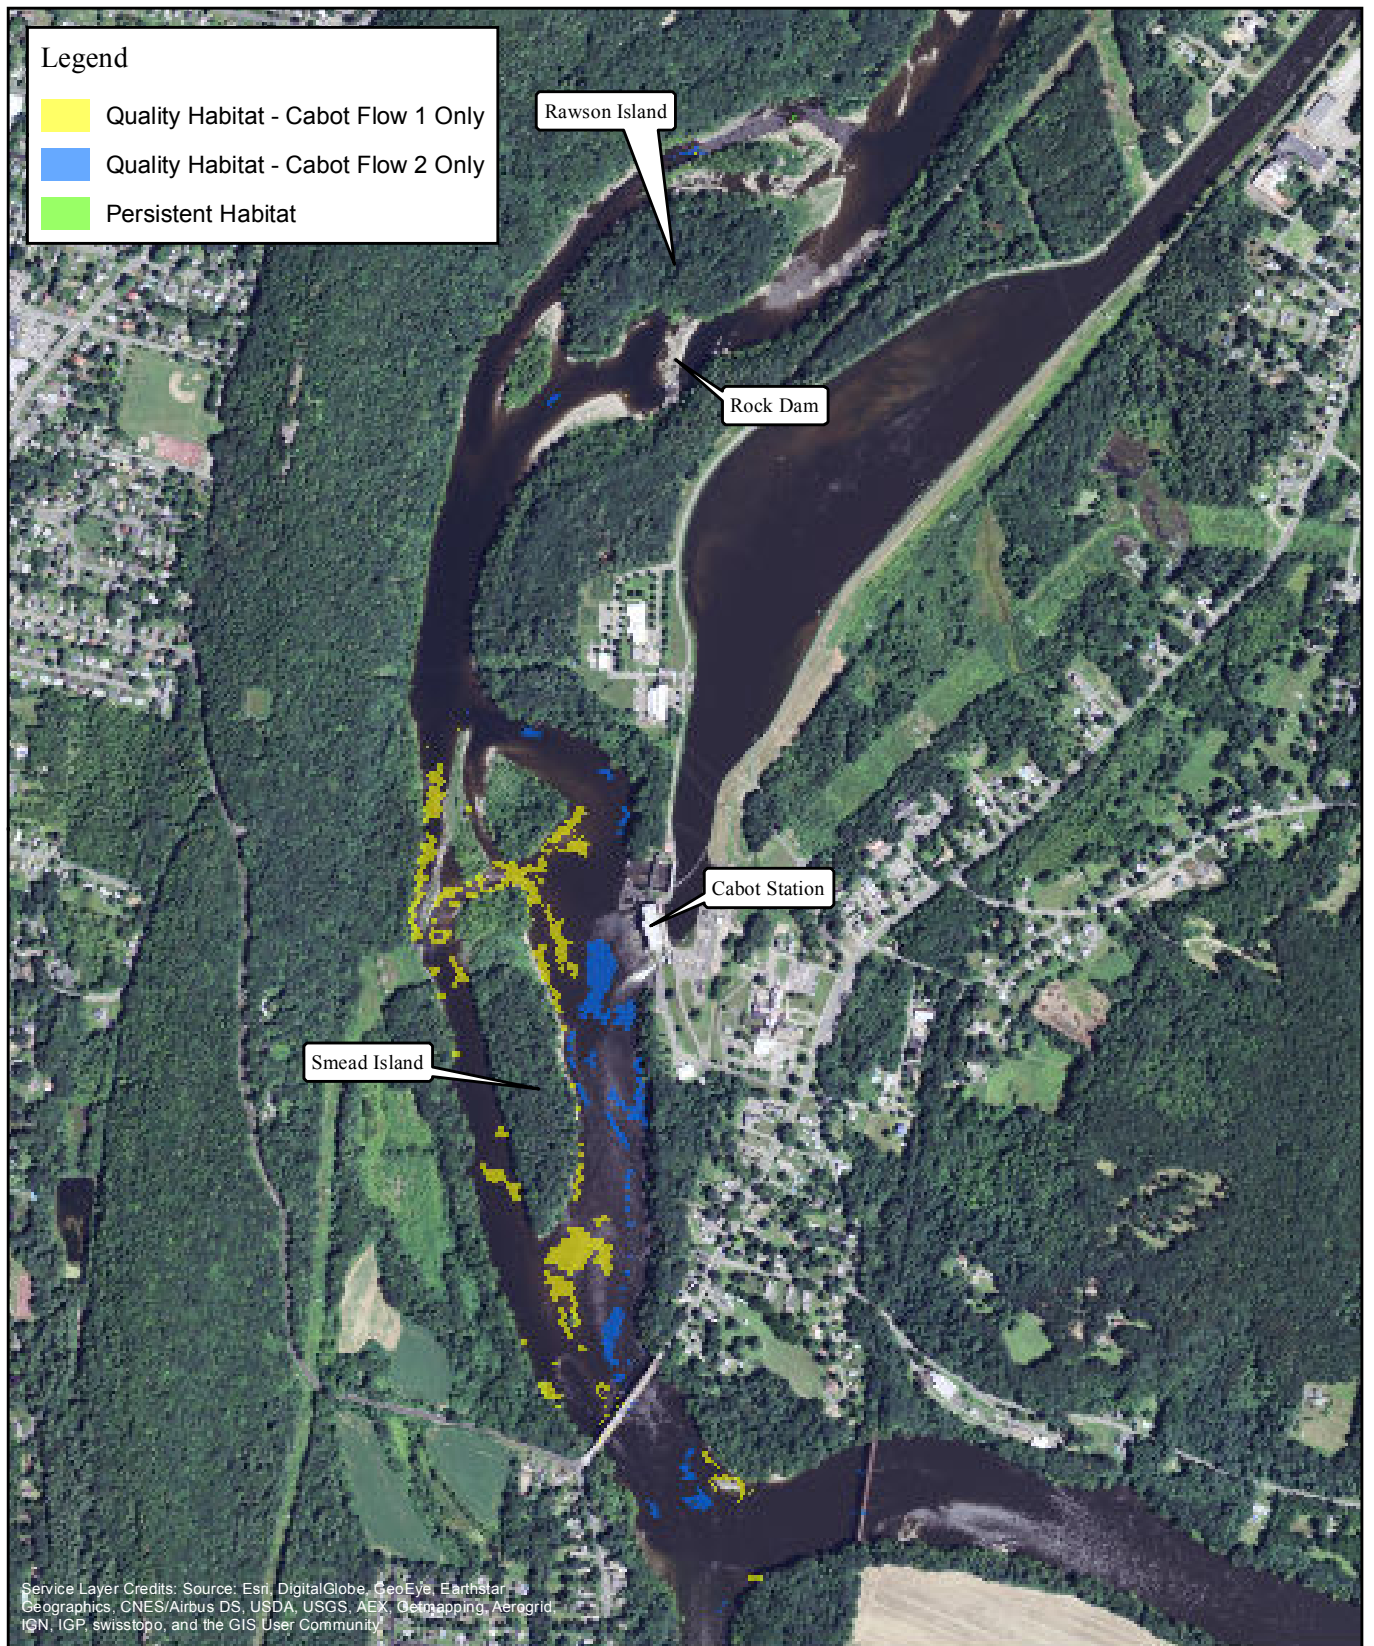 Legend
Quality Habitat - Cabot Flow 1 Only
Quality Habitat - Cabot Flow 2 Only
Persistent Habitat
Rawson Island
Rock Dam
Cabot Station
Smead Island
Service Layer Credits: Source: Esri, DigitalGlobe, GeoEye, Earthstar
Geographics, CNES/Airbus DS, USDA, USGS, AEX, Getmapping, Aerogrid,
IGN, IGP, swisstopo, and the GIS User Community